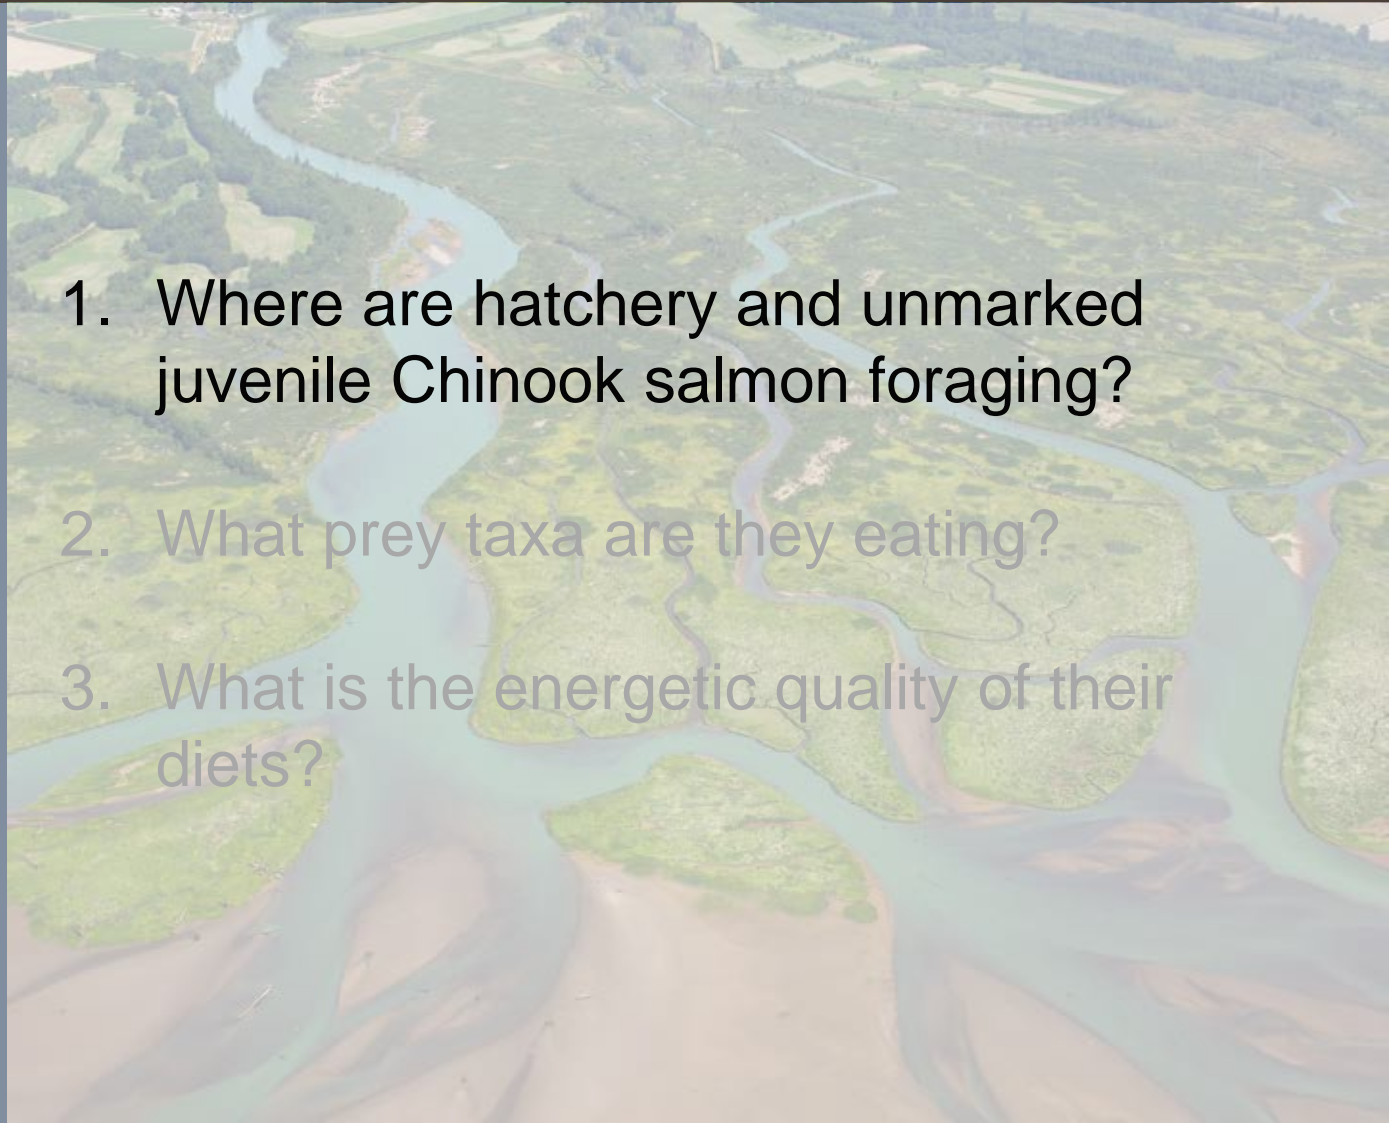 1. Where are hatchery and unmarked
juvenile Chinook salmon foraging?
2. What prey taxa are they eating?
3. What is the energetic quality of their
diets?